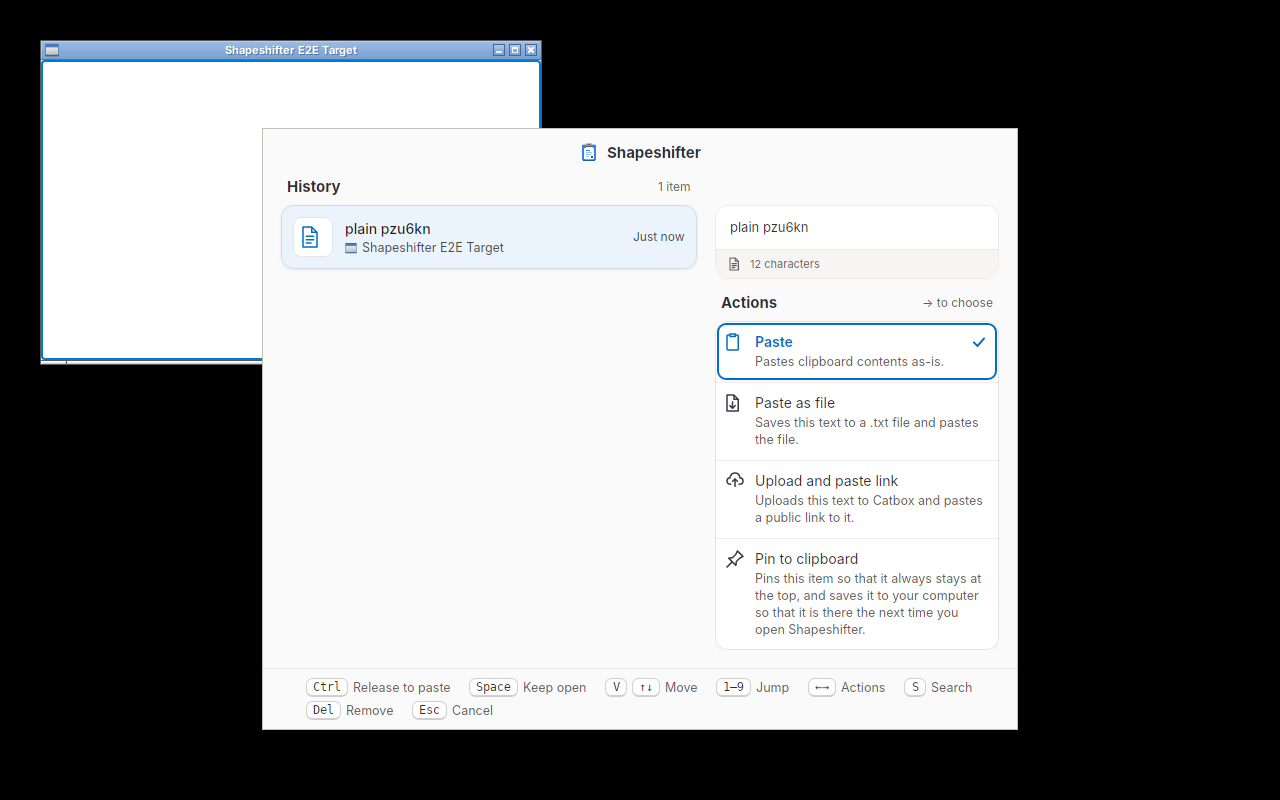 Shapeshifter E2E Target
Shapeshifter
History
1 item
plain pzu6kn
Shapeshifter E2E Target
Just now
plain pzu6kn
12 characters
Actions
→ to choose
Paste
Pastes clipboard contents as-is.
Paste as file
Saves this text to a .txt file and pastes
the file.
Upload and paste link
Uploads this text to Catbox and pastes
a public link to it.
Pin to clipboard
Pins this item so that it always stays at
the top, and saves it to your computer
so that it is there the next time you
open Shapeshifter.
Ctrl Release to paste Space Keep open V ↑↓ Move 1–9 Jump ←→ Actions S Search
Del Remove Esc Cancel